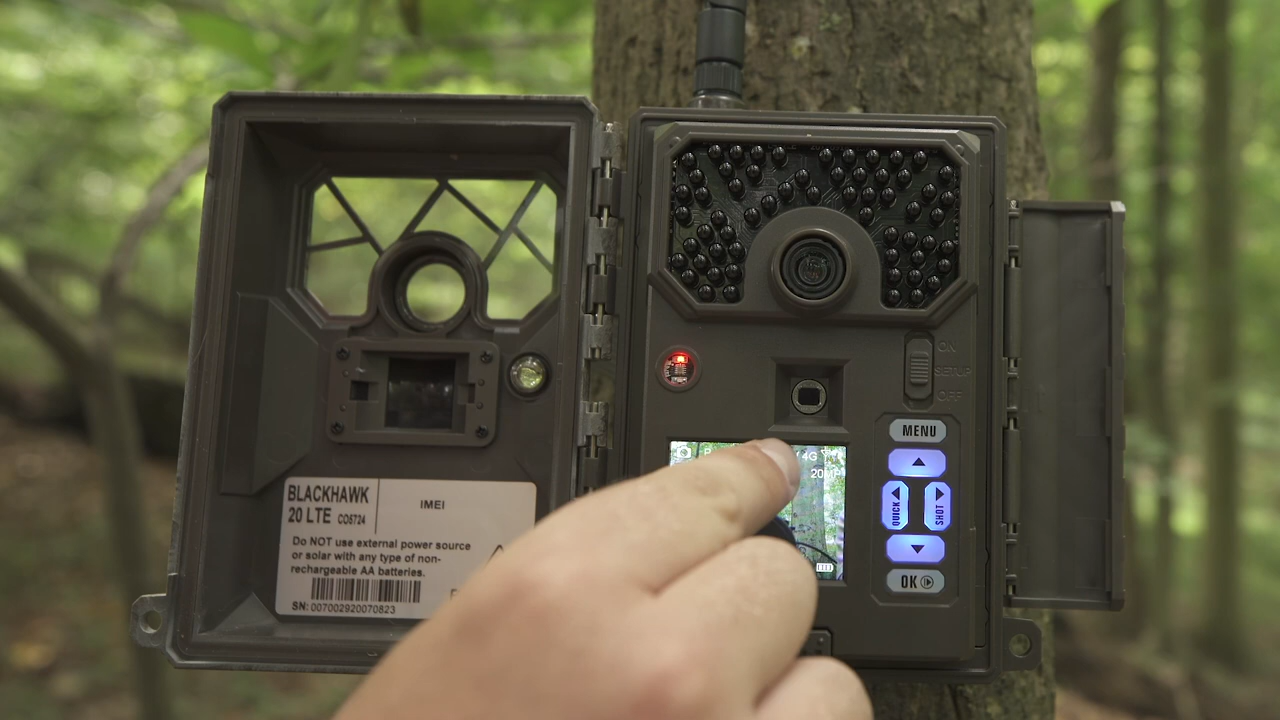 BLACKHAWK
20 LTE CO5724
IMEI
Do NOT use external power source
or solar with any type of non-
rechargeable AA batteries.
SN: 007002920070823
ON
SETUP
OFF
4G
20MP
MENU
QUICK
SHOT
OK